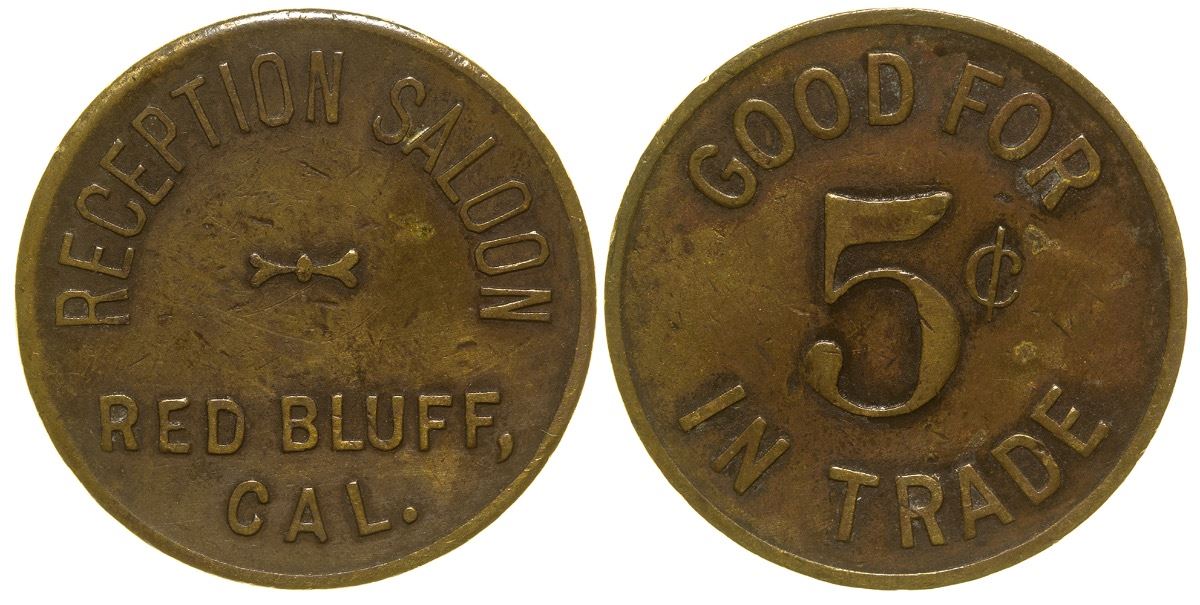 RECEPTION SALOON
RED BLUFF,
CAL.
GOOD FOR
5¢
IN TRADE